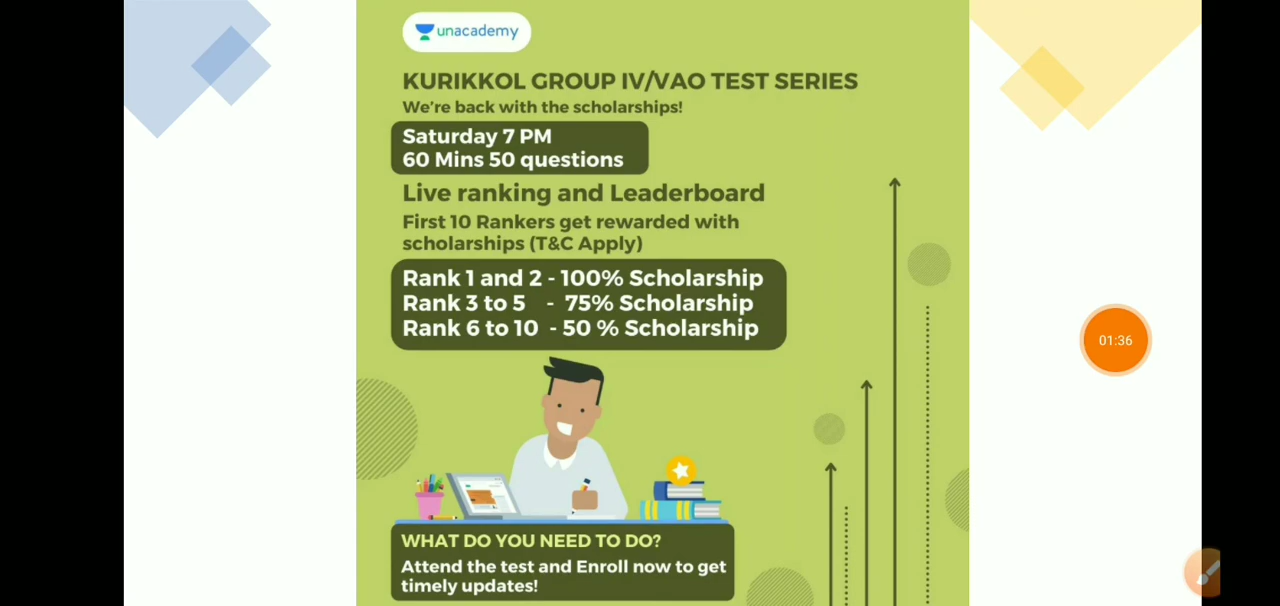 unacademy
KURIKKOL GROUP IV/VAO TEST SERIES
We're back with the scholarships!
Saturday 7 PM
60 Mins 50 questions
Live ranking and Leaderboard
First 10 Rankers get rewarded with
scholarships (T&C Apply)
Rank 1 and 2 - 100% Scholarship
Rank 3 to 5 - 75% Scholarship
Rank 6 to 10 - 50 % Scholarship
01:36
WHAT DO YOU NEED TO DO?
Attend the test and Enroll now to get
timely updates!